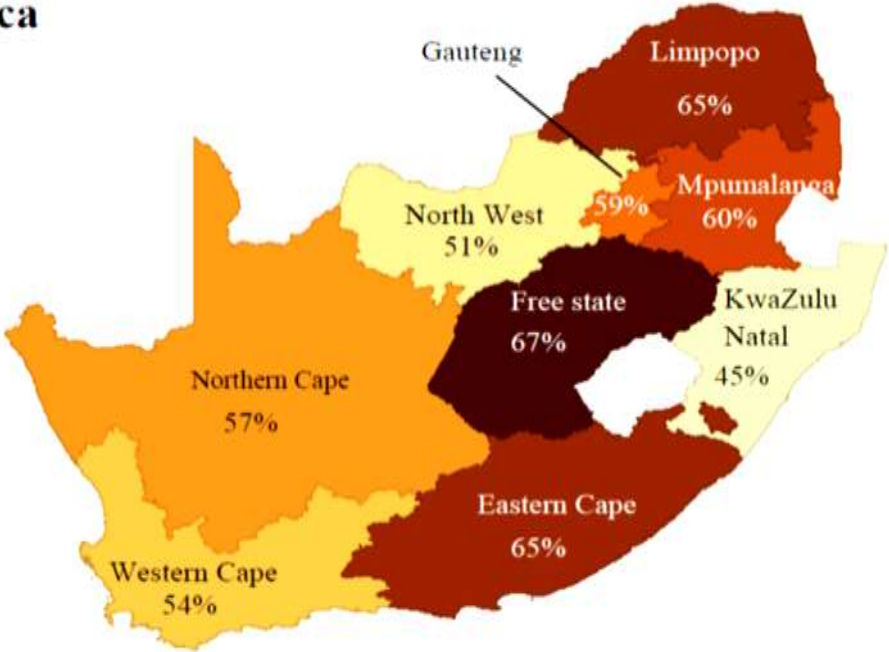 ca
Gauteng
Limpopo
65%
Mpumalanga
60%
59%
North West
51%
Free state
67%
KwaZulu
Natal
45%
Northern Cape
57%
Eastern Cape
65%
Western Cape
54%